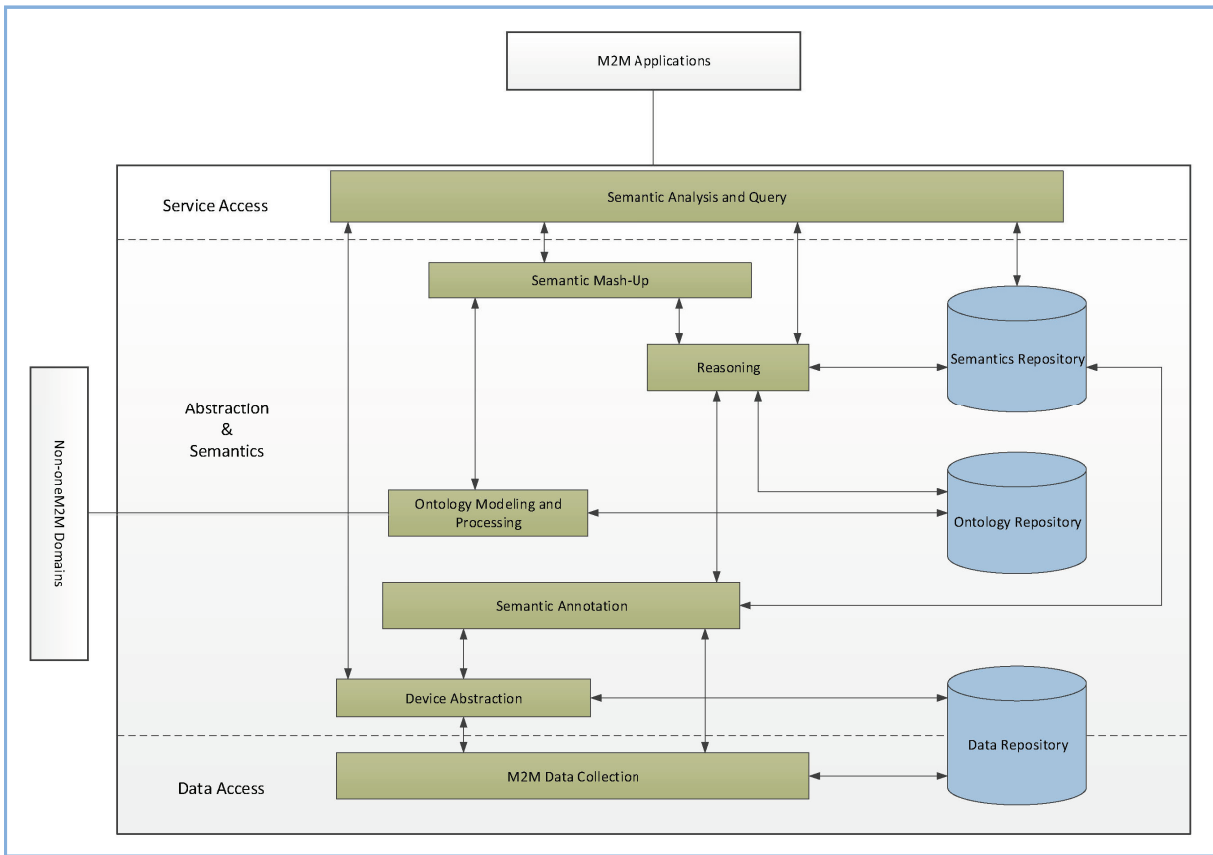 M2M Applications
Service Access
Semantic Analysis and Query
Semantic Mash-Up
Reasoning
Semantics Repository
Abstraction
&
Semantics
Non-oneM2M Domains
Ontology Modeling and
Processing
Ontology Repository
Semantic Annotation
Device Abstraction
Data Repository
Data Access
M2M Data Collection